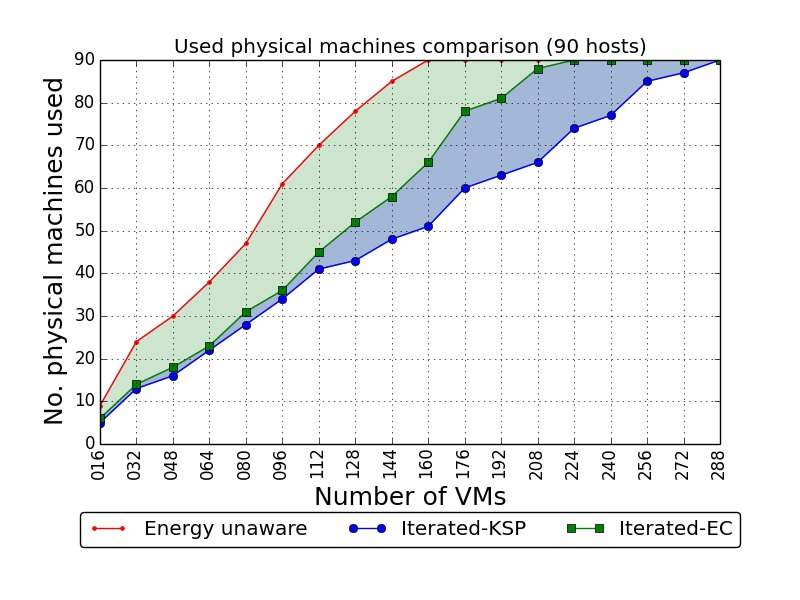 Used physical machines comparison (90 hosts)
No. physical machines used
90
80
70
60
50
40
30
20
10
0
016 032 048 064 080 096 112 128 144 160 176 192 208 224 240 256 272 288
Number of VMs
Energy unaware Iterated-KSP Iterated-EC